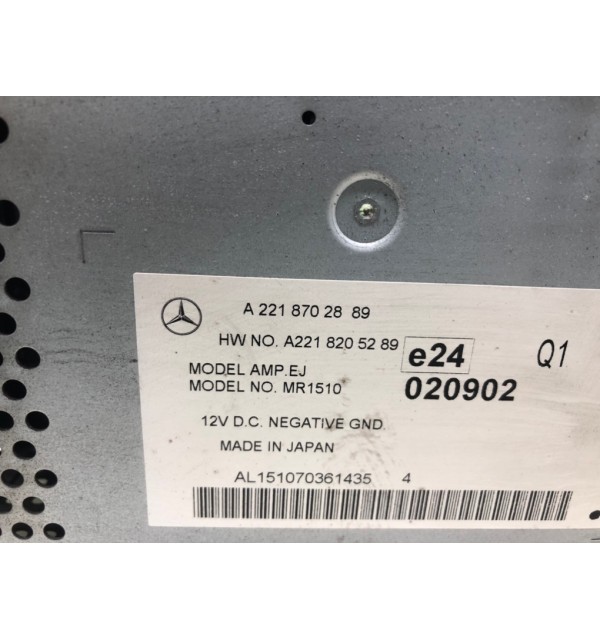 A 221 870 28 89
HW NO. A221 820 52 89 e24 Q1
MODEL AMP.EJ
MODEL NO. MR1510 020902
12V D.C. NEGATIVE GND.
MADE IN JAPAN
AL151070361435 4